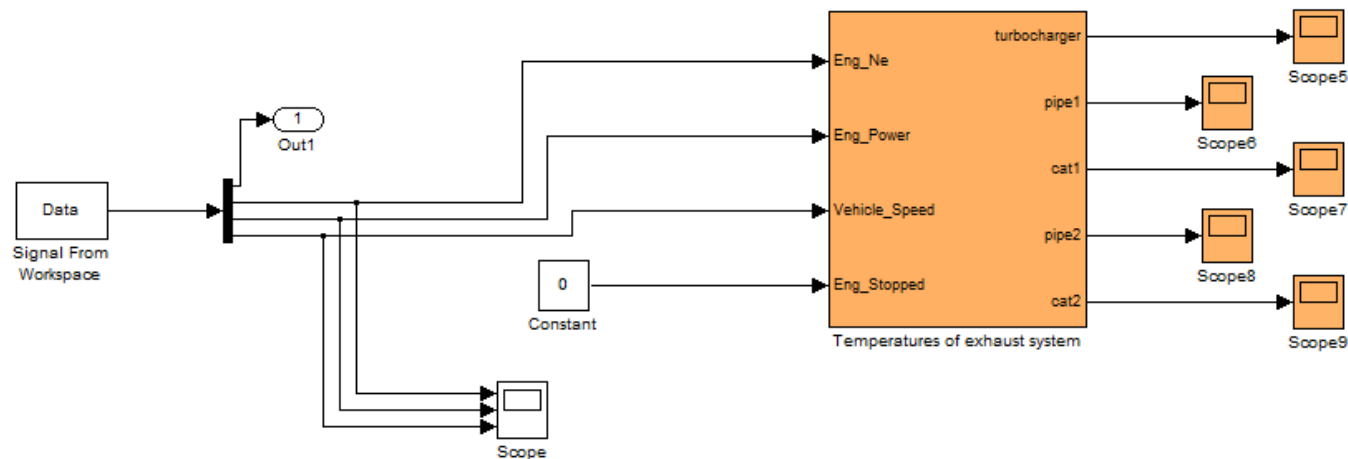 turbocharger
Scope5
Eng_Ne
pipe1
Scope6
1
Out1
Eng_Power
cat1
Scope7
Data
Signal From
Workspace
Vehicle_Speed
pipe2
Scope8
0
Constant
Eng_Stopped
cat2
Scope9
Temperatures of exhaust system
Scope